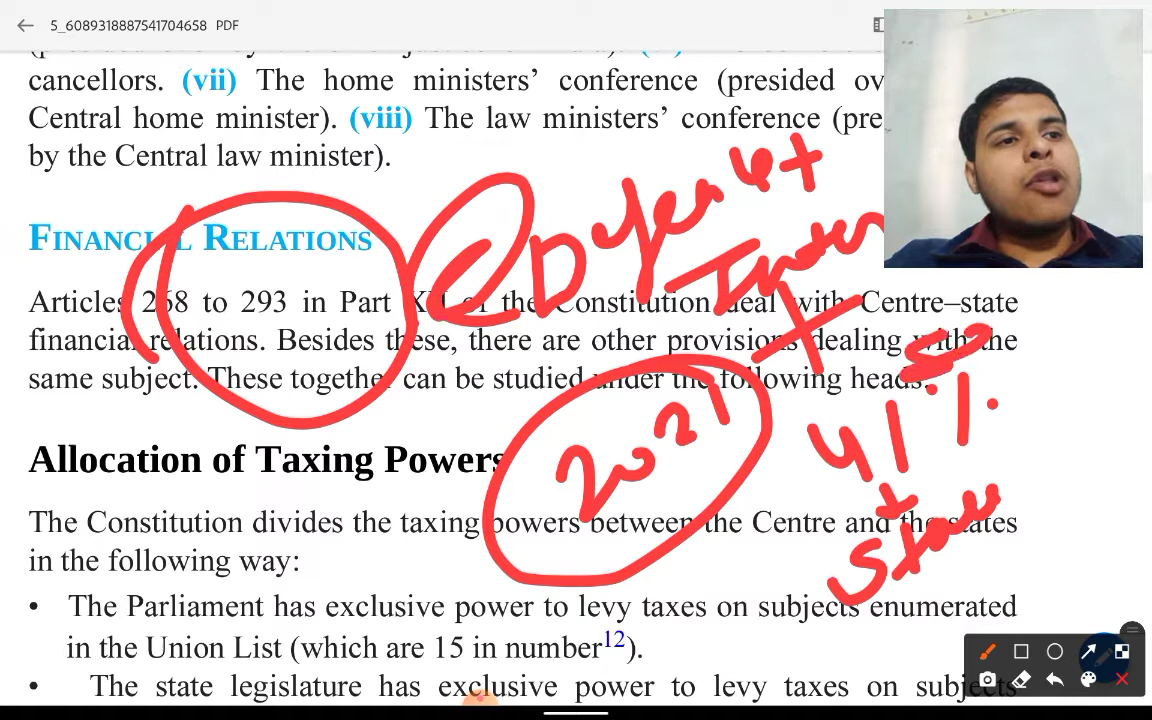 5_6089318887541704658 PDF
cancellors. (vii) The home ministers’ conference (presided ov
Central home minister). (viii) The law ministers’ conference (pre
by the Central law minister).
FINANCIAL RELATIONS
Articles 268 to 293 in Part XII of the Constitution deal with Centre–state
financial relations. Besides these, there are other provisions dealing with the
same subject. These together can be studied under the following heads:
2021
41%
State
Allocation of Taxing Powers
The Constitution divides the taxing powers between the Centre and the states
in the following way:
• The Parliament has exclusive power to levy taxes on subjects enumerated
in the Union List (which are 15 in number12).
• The state legislature has exclusive power to levy taxes on subjects